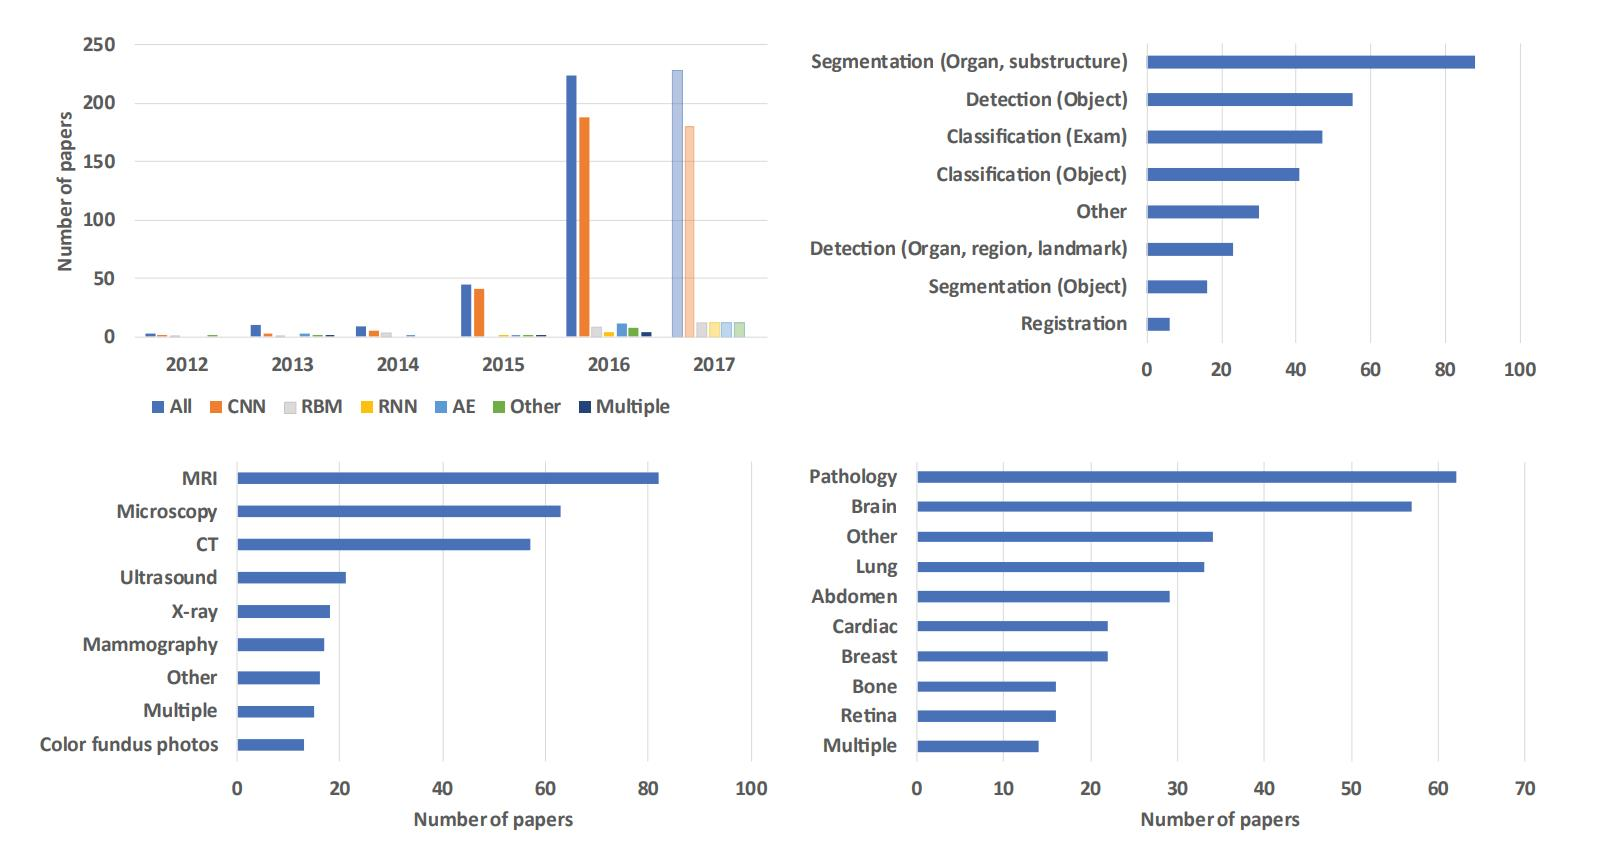 250
200
150
100
50
0
Number of papers
2012 2013 2014 2015 2016 2017
All CNN RBM RNN AE Other Multiple
Segmentation (Organ, substructure)
Detection (Object)
Classification (Exam)
Classification (Object)
Other
Detection (Organ, region, landmark)
Segmentation (Object)
Registration
0 20 40 60 80 100
MRI
Microscopy
CT
Ultrasound
X-ray
Mammography
Other
Multiple
Color fundus photos
0 20 40 60 80 100
Number of papers
Pathology
Brain
Other
Lung
Abdomen
Cardiac
Breast
Bone
Retina
Multiple
0 10 20 30 40 50 60 70
Number of papers